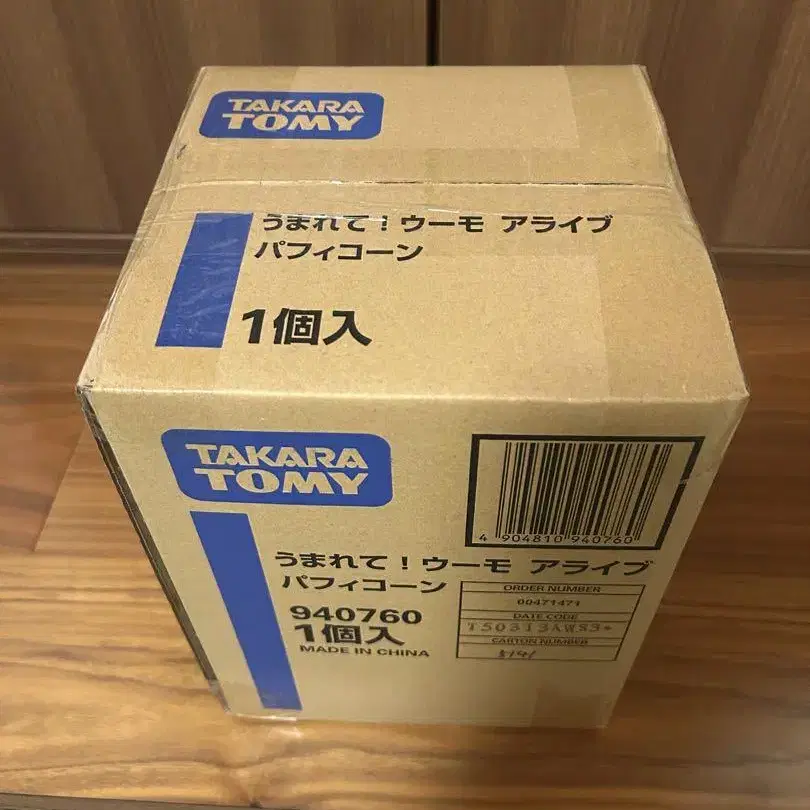 TAKARA
TOMY
うまれて！ウーモ アライブ
パフィコーン
1個入
TAKARA
TOMY
4 904810 940760
うまれて！ウーモ アライブ
パフィコーン
940760
1個入
MADE IN CHINA
ORDER NUMBER
00471471
DATE CODE
CARTON NUMBER